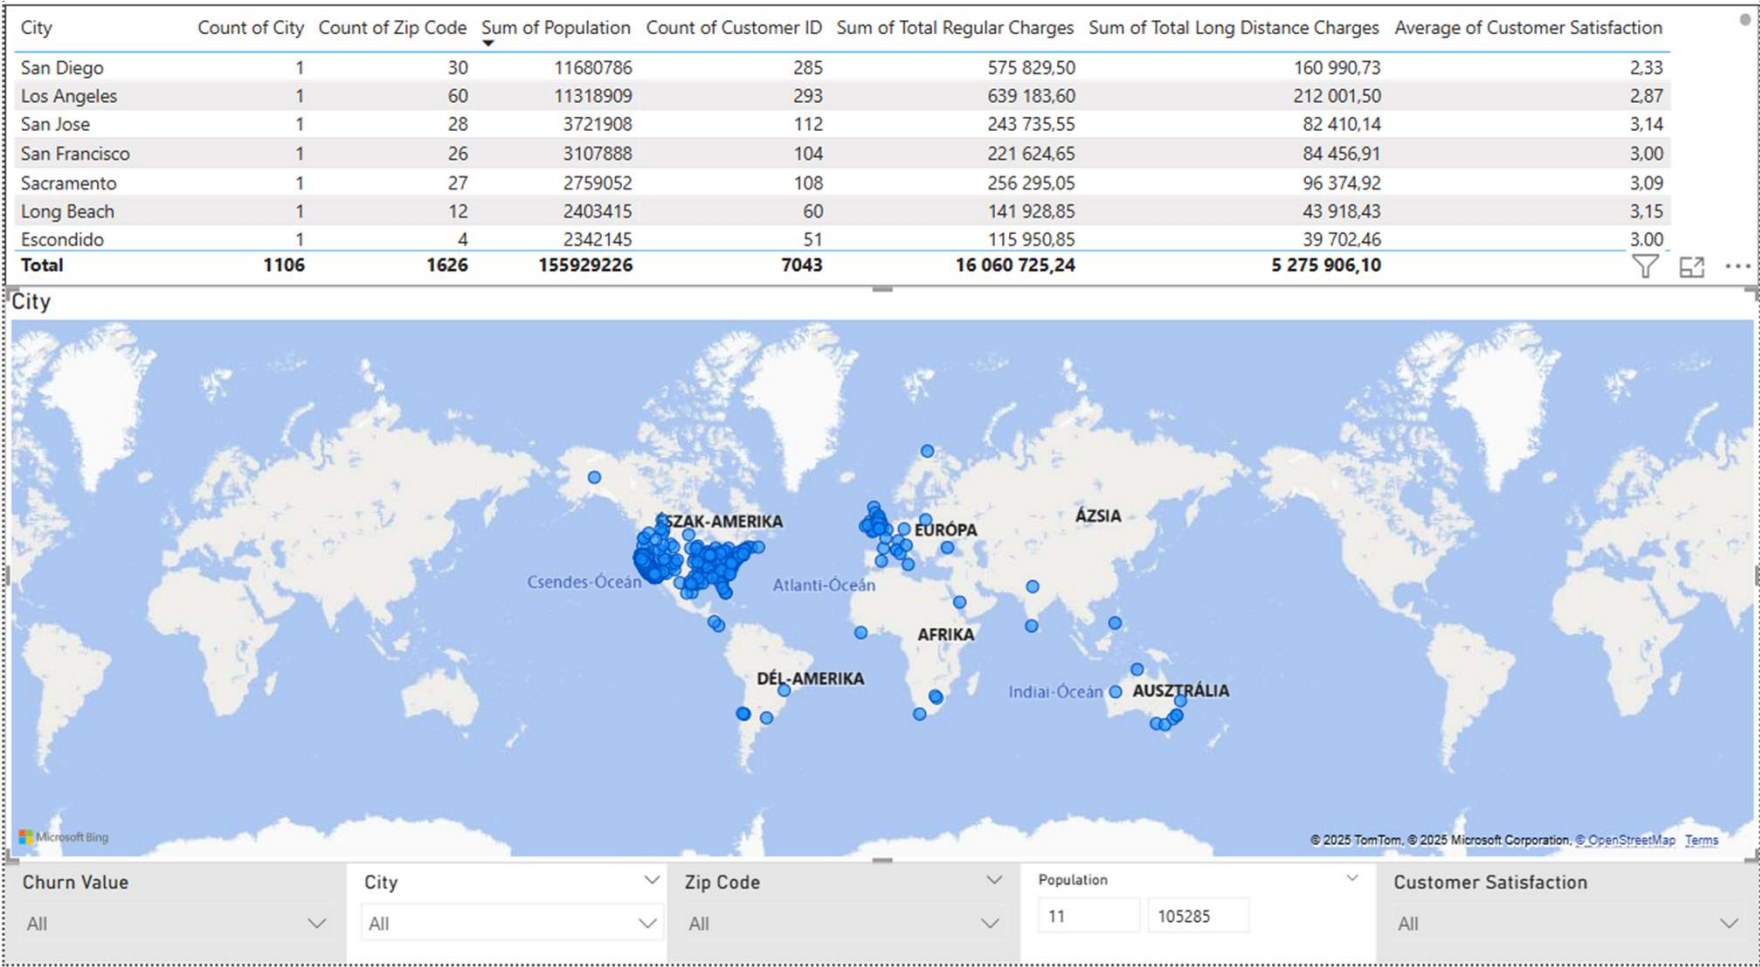 City Count of City Count of Zip Code Sum of Population Count of Customer ID Sum of Total Regular Charges Sum of Total Long Distance Charges Average of Customer Satisfaction
San Diego 1 30 11680786 285 575 829,50 160 990,73 2,33
Los Angeles 1 60 11318909 293 639 183,60 212 001,50 2,87
San Jose 1 28 3721908 112 243 735,55 82 410,14 3,14
San Francisco 1 26 3107888 104 221 624,65 84 456,91 3,00
Sacramento 1 27 2759052 108 256 295,05 96 374,92 3,09
Long Beach 1 12 2403415 60 141 928,85 43 918,43 3,15
Escondido 1 4 2342145 51 115 950,85 39 702,46 3,00
Total 1106 1626 155929226 7043 16 060 725,24 5 275 906,10
City
ÉSZAK-AMERIKA
ÁZSIA
EURÓPA
Csendes-Óceán
Atlanti-Óceán
AFRIKA
DÉL-AMERIKA
Indiai-Óceán
AUSZTRÁLIA
Microsoft Bing
© 2025 TomTom, © 2025 Microsoft Corporation, © OpenStreetMap Terms
Churn Value City Zip Code Population Customer Satisfaction
All All All 11 105285 All